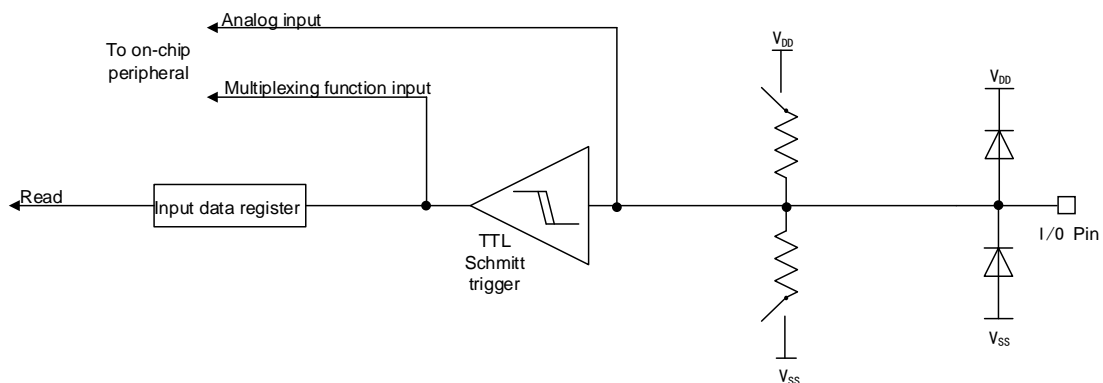 Analog input
To on-chip
peripheral
Multiplexing function input
Read
Input data register
TTL
Schmitt
trigger
VDD
VSS
VDD
VSS
I/O Pin